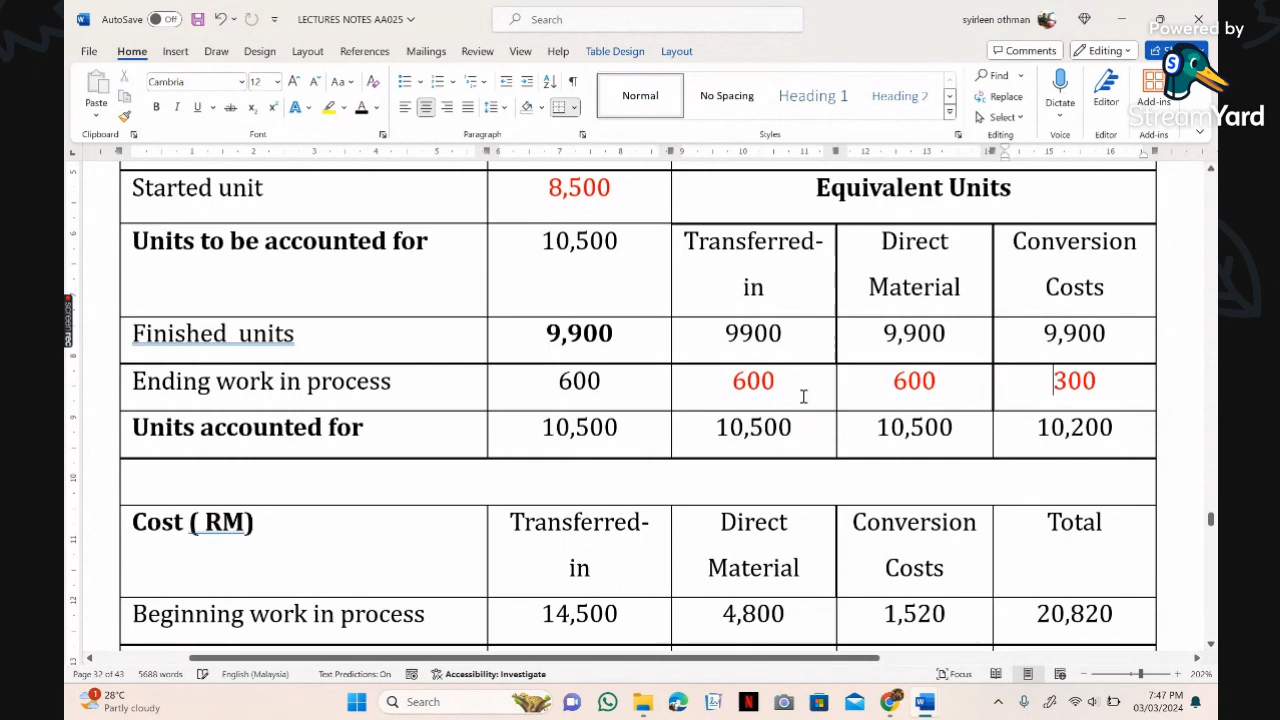 AutoSave Off LECTURES NOTES AA025 Search syirleen othman
Powered by
StreamYard
File Home Insert Draw Design Layout References Mailings Review View Help Table Design Layout Comments Editing
Paste Cambria 12 Normal No Spacing Heading 1 Heading 2 Find Replace Select Dictate Editor Add-ins
Clipboard Font Paragraph Styles Editing Voice Editor Add-ins
Started unit 8,500 Equivalent Units
Units to be accounted for 10,500 Transferred- Direct Conversion
in Material Costs
Finished units 9,900 9900 9,900 9,900
Ending work in process 600 600 600 300
Units accounted for 10,500 10,500 10,500 10,200
Cost ( RM) Transferred- Direct Conversion Total
in Material Costs
Beginning work in process 14,500 4,800 1,520 20,820
Page 32 of 43 5688 words English (Malaysia) Text Predictions: On Accessibility: Investigate Focus 202%
28°C
Partly cloudy
Search
7:47 PM
03/03/2024